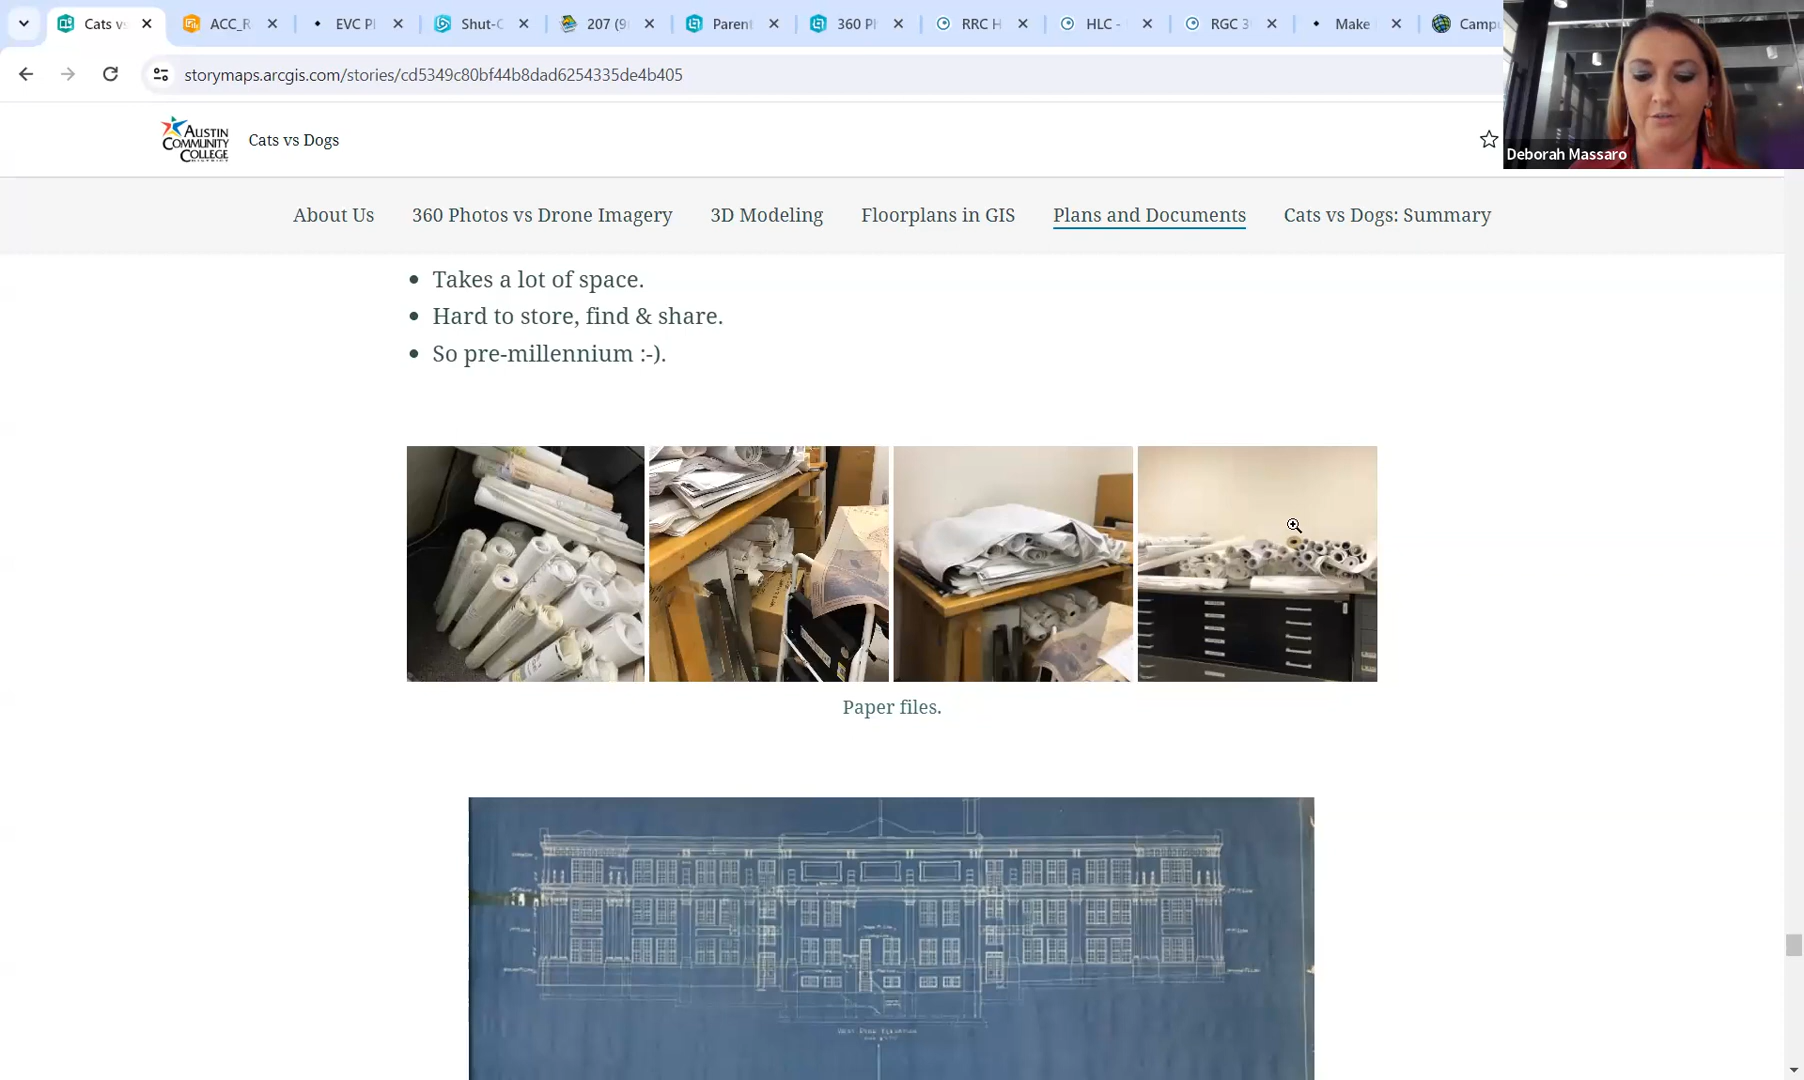 Cats v
ACC_R
EVC Pl
Shut-C
207 (9
Parent
360 Pl
RRC H
HLC -
RGC 3
Make
Campu
storymaps.arcgis.com/stories/cd5349c80bf44b8dad6254335de4b405
AUSTIN
COMMUNITY
COLLEGE
DISTRICT
Cats vs Dogs
Deborah Massaro
About Us 360 Photos vs Drone Imagery 3D Modeling Floorplans in GIS Plans and Documents Cats vs Dogs: Summary
• Takes a lot of space.
• Hard to store, find & share.
• So pre-millennium :-).
Paper files.